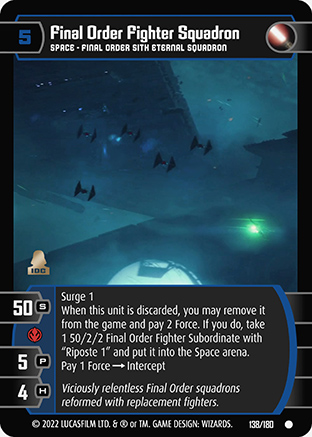 5 Final Order Fighter Squadron
SPACE - FINAL ORDER SITH ETERNAL SQUADRON
IDC
50 S
5 P
4 H
Surge 1
When this unit is discarded, you may remove it
from the game and pay 2 Force. If you do, take
1 50/2/2 Final Order Fighter Subordinate with
“Riposte 1” and put it into the Space arena.
Pay 1 Force → Intercept
Viciously relentless Final Order squadrons
reformed with replacement fighters.
© 2022 LUCASFILM LTD. & ® or TM. GAME DESIGN: WIZARDS. 138/180